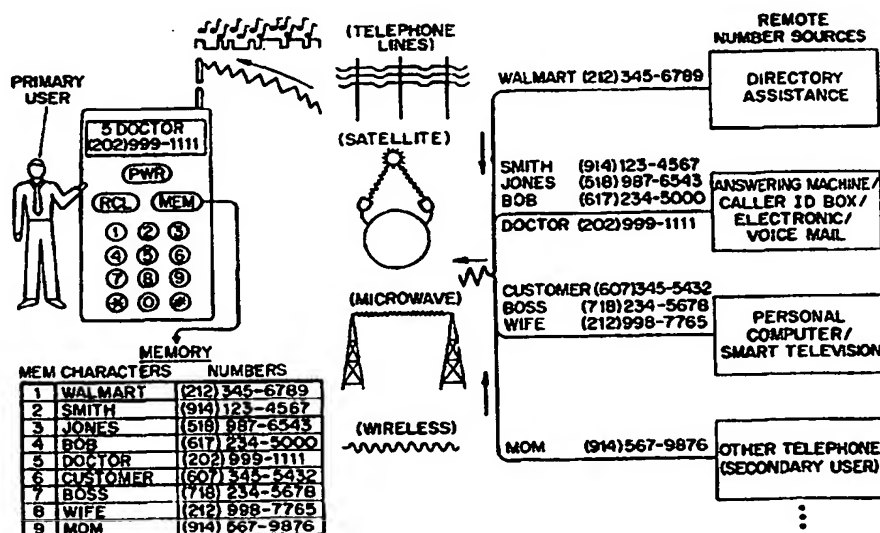 PRIMARY
USER
5 DOCTOR
(202)999-1111
PWR
RCL MEM
1 2 3
4 5 6
7 8 9
* 0 #
MEMORY
MEM CHARACTERS NUMBERS
1 WALMART (212) 345-6789
2 SMITH (914) 123-4567
3 JONES (518) 987-6543
4 BOB (617) 234-5000
5 DOCTOR (202) 999-1111
6 CUSTOMER (607) 345-5432
7 BOSS (718) 234-5678
8 WIFE (212) 998-7765
9 MOM (914) 567-9876
(TELEPHONE
LINES)
(SATELLITE)
(MICROWAVE)
(WIRELESS)
REMOTE
NUMBER SOURCES
WALMART (212) 345-6789
DIRECTORY
ASSISTANCE
SMITH (914) 123-4567
JONES (518) 987-6543
BOB (617) 234-5000
DOCTOR (202) 999-1111
ANSWERING MACHINE/
CALLER ID BOX/
ELECTRONIC/
VOICE MAIL
CUSTOMER (607)345-5432
BOSS (718) 234-5678
WIFE (212) 998-7765
PERSONAL
COMPUTER/
SMART TELEVISION
MOM (914) 567-9876
OTHER TELEPHONE
(SECONDARY USER)